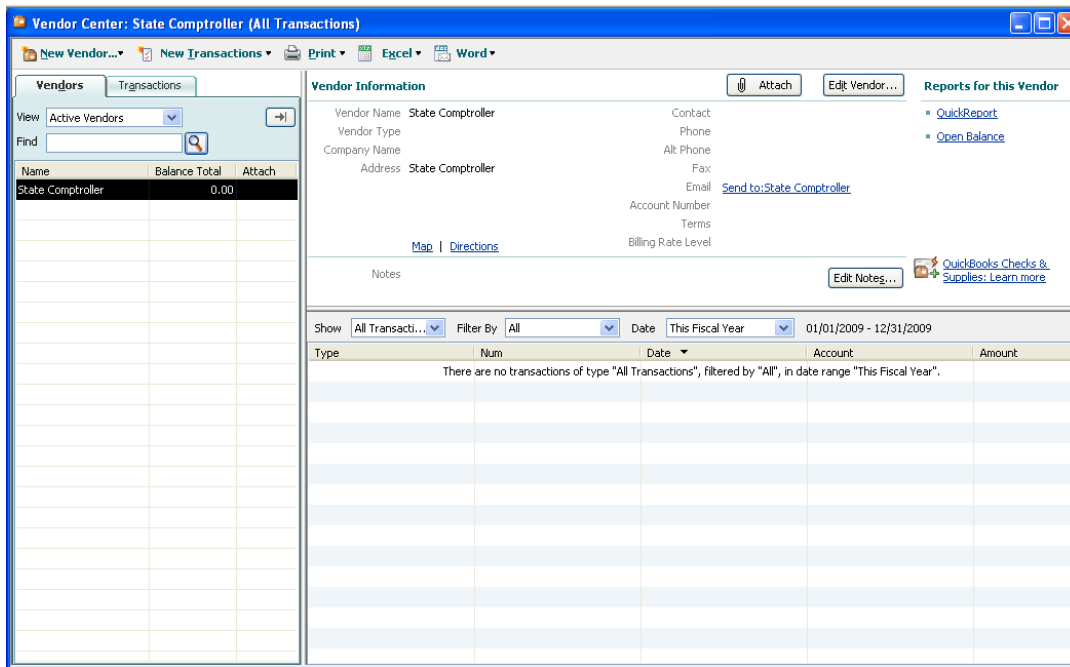 Vendor Center: State Comptroller (All Transactions)
New Vendor... New Transactions Print Excel Word
Vendors Transactions
View Active Vendors
Find
Name Balance Total Attach
State Comptroller 0.00
Vendor Information Attach Edit Vendor...
Vendor Name State Comptroller
Vendor Type
Company Name
Address State Comptroller
Map | Directions
Contact
Phone
Alt Phone
Fax
Email Send to:State Comptroller
Account Number
Terms
Billing Rate Level
Notes Edit Notes...
Reports for this Vendor
QuickReport
Open Balance
QuickBooks Checks &
Supplies: Learn more
Show All Transacti... Filter By All Date This Fiscal Year 01/01/2009 - 12/31/2009
Type Num Date Account Amount
There are no transactions of type "All Transactions", filtered by "All", in date range "This Fiscal Year".